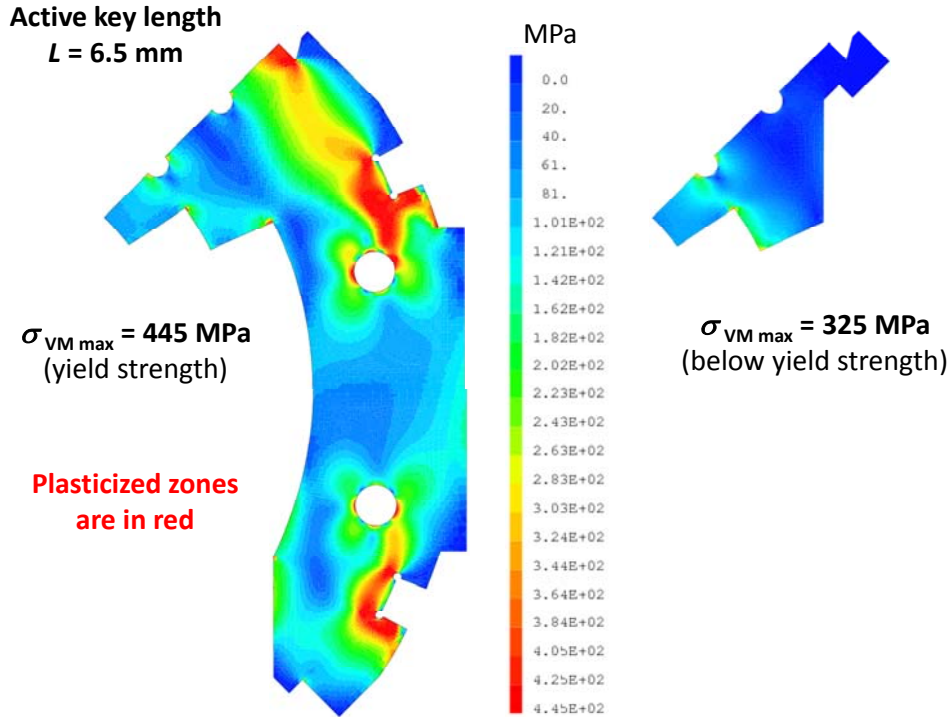 Active key length
L = 6.5 mm
MPa
0.0
20.
40.
61.
81.
1.01E+02
1.21E+02
1.42E+02
1.62E+02
1.82E+02
2.02E+02
2.23E+02
2.43E+02
2.63E+02
2.83E+02
3.03E+02
3.24E+02
3.44E+02
3.64E+02
3.84E+02
4.05E+02
4.25E+02
4.45E+02
σ VM max = 445 MPa
(yield strength)
Plasticized zones
are in red
σ VM max = 325 MPa
(below yield strength)